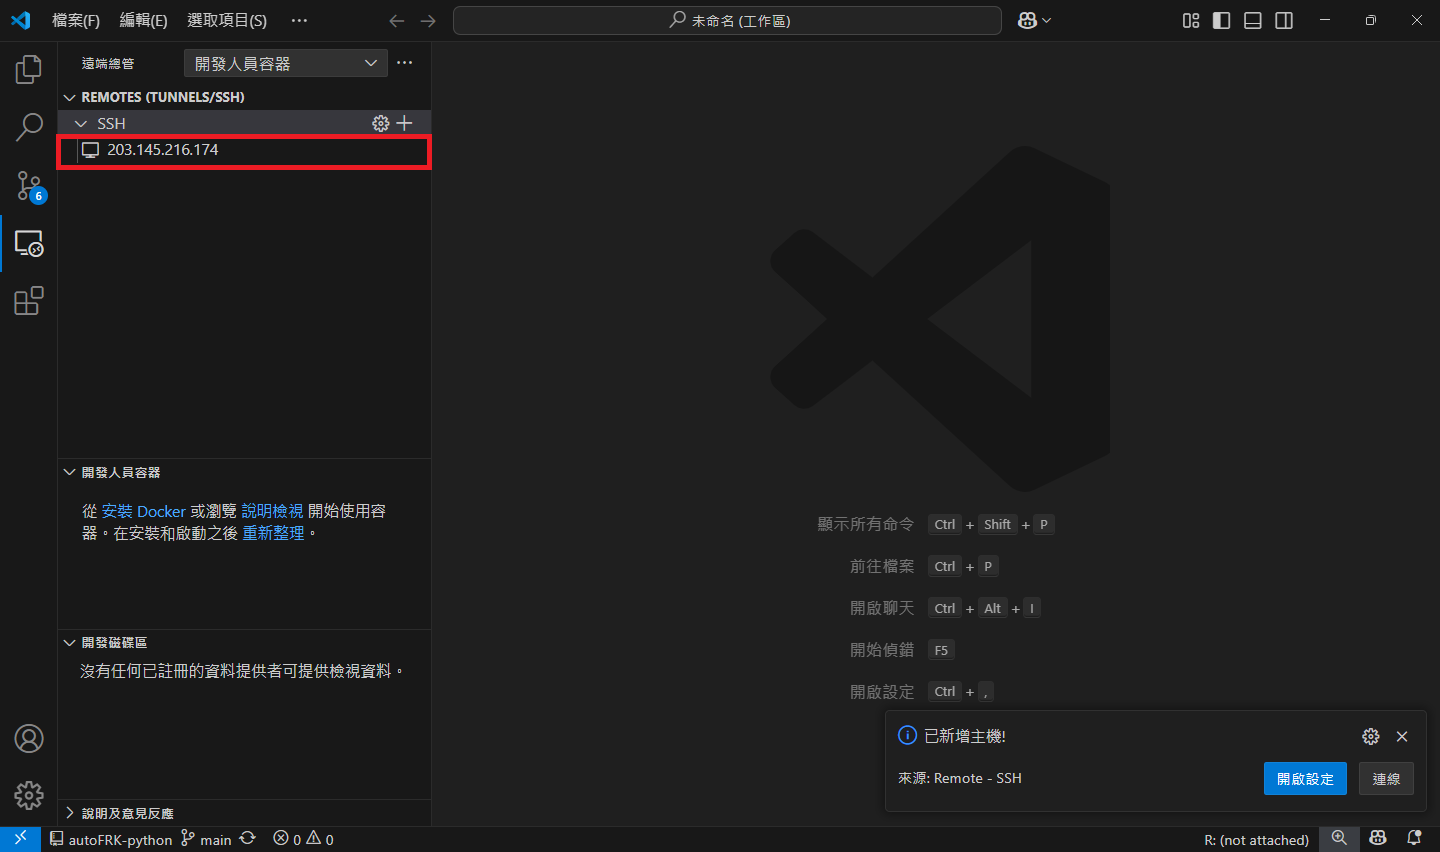 檔案(F) 編輯(E) 選取項目(S) ···
未命名 (工作區)
遠端總管
開發人員容器
REMOTES (TUNNELS/SSH)
SSH
203.145.216.174
6
開發人員容器
從 安裝 Docker 或瀏覽 說明檢視 開始使用容
器。在安裝和啟動之後 重新整理。
開發磁碟區
沒有任何已註冊的資料提供者可提供檢視資料。
說明及意見反應
顯示所有命令 Ctrl + Shift + P
前往檔案 Ctrl + P
開啟聊天 Ctrl + Alt + I
開始偵錯 F5
開啟設定 Ctrl + ,
已新增主機!
來源: Remote - SSH
開啟設定
連線
autoFRK-python main 0 0
R: (not attached)